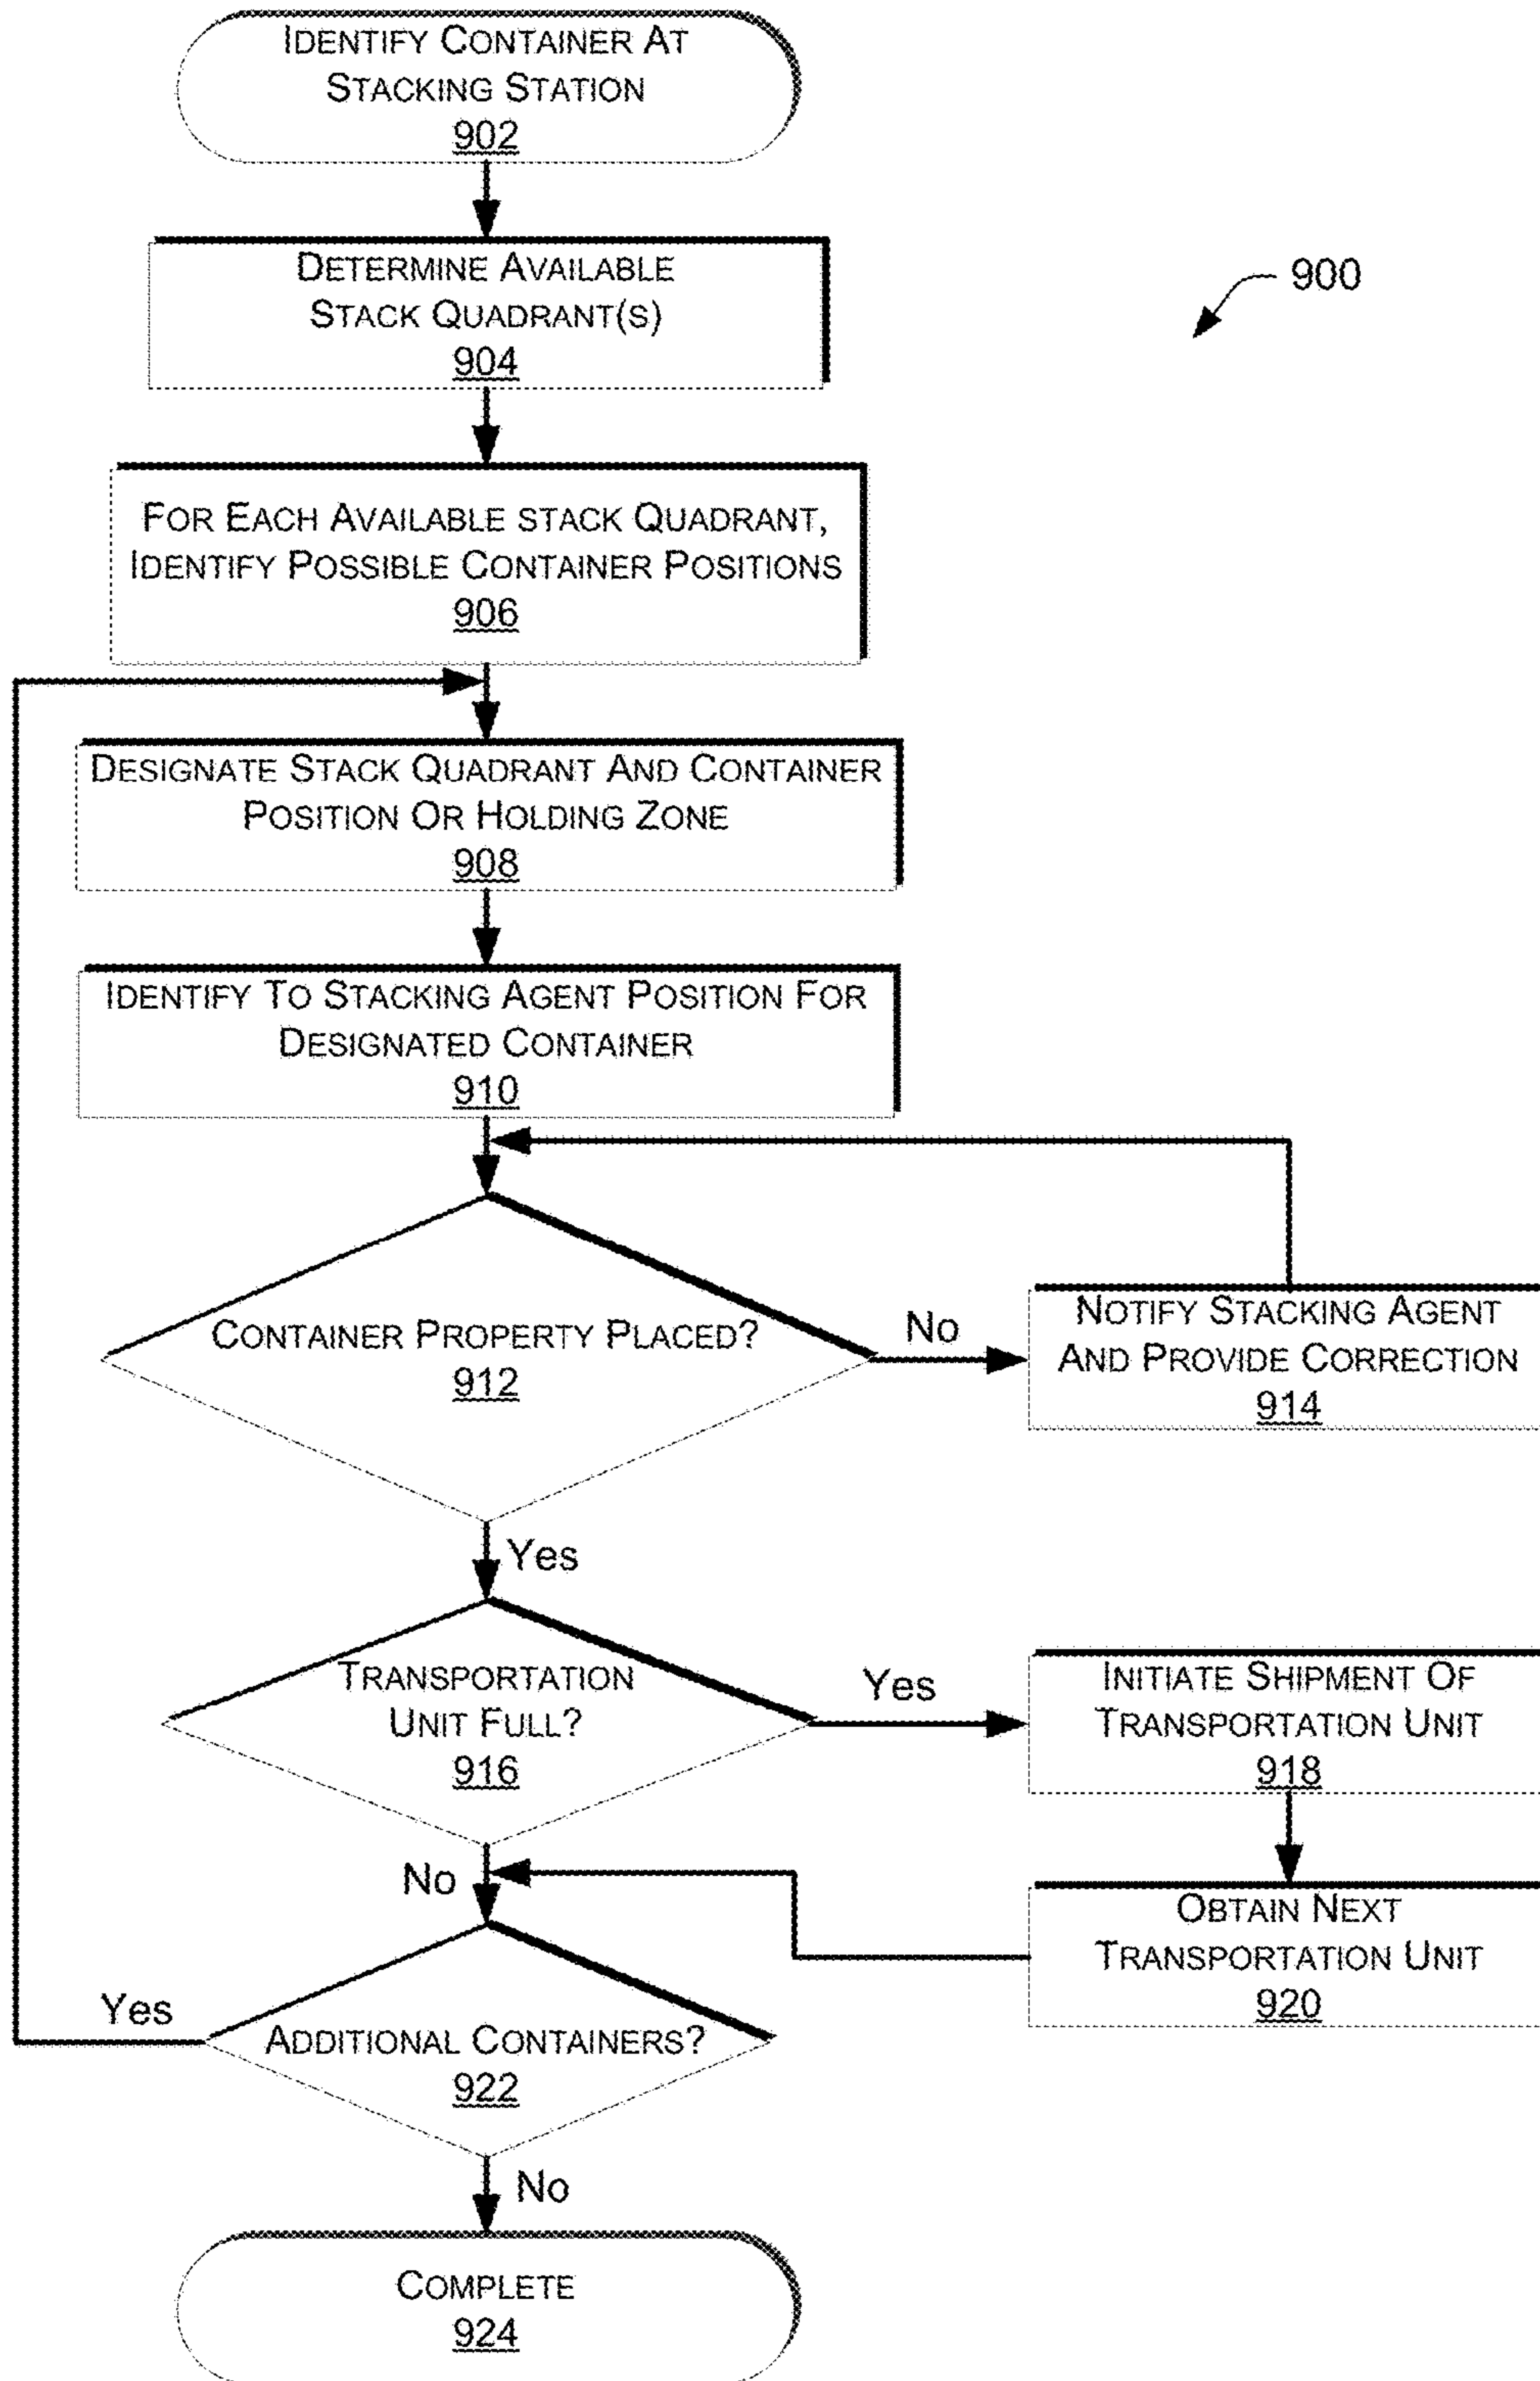 IDENTIFY CONTAINER AT
STACKING STATION
902
DETERMINE AVAILABLE
STACK QUADRANT(S)
904
900
FOR EACH AVAILABLE STACK QUADRANT,
IDENTIFY POSSIBLE CONTAINER POSITIONS
906
DESIGNATE STACK QUADRANT AND CONTAINER
POSITION OR HOLDING ZONE
908
IDENTIFY TO STACKING AGENT POSITION FOR
DESIGNATED CONTAINER
910
CONTAINER PROPERTY PLACED?
912
No
NOTIFY STACKING AGENT
AND PROVIDE CORRECTION
914
Yes
TRANSPORTATION
UNIT FULL?
916
Yes
INITIATE SHIPMENT OF
TRANSPORTATION UNIT
918
No
OBTAIN NEXT
TRANSPORTATION UNIT
920
Yes
ADDITIONAL CONTAINERS?
922
No
COMPLETE
924